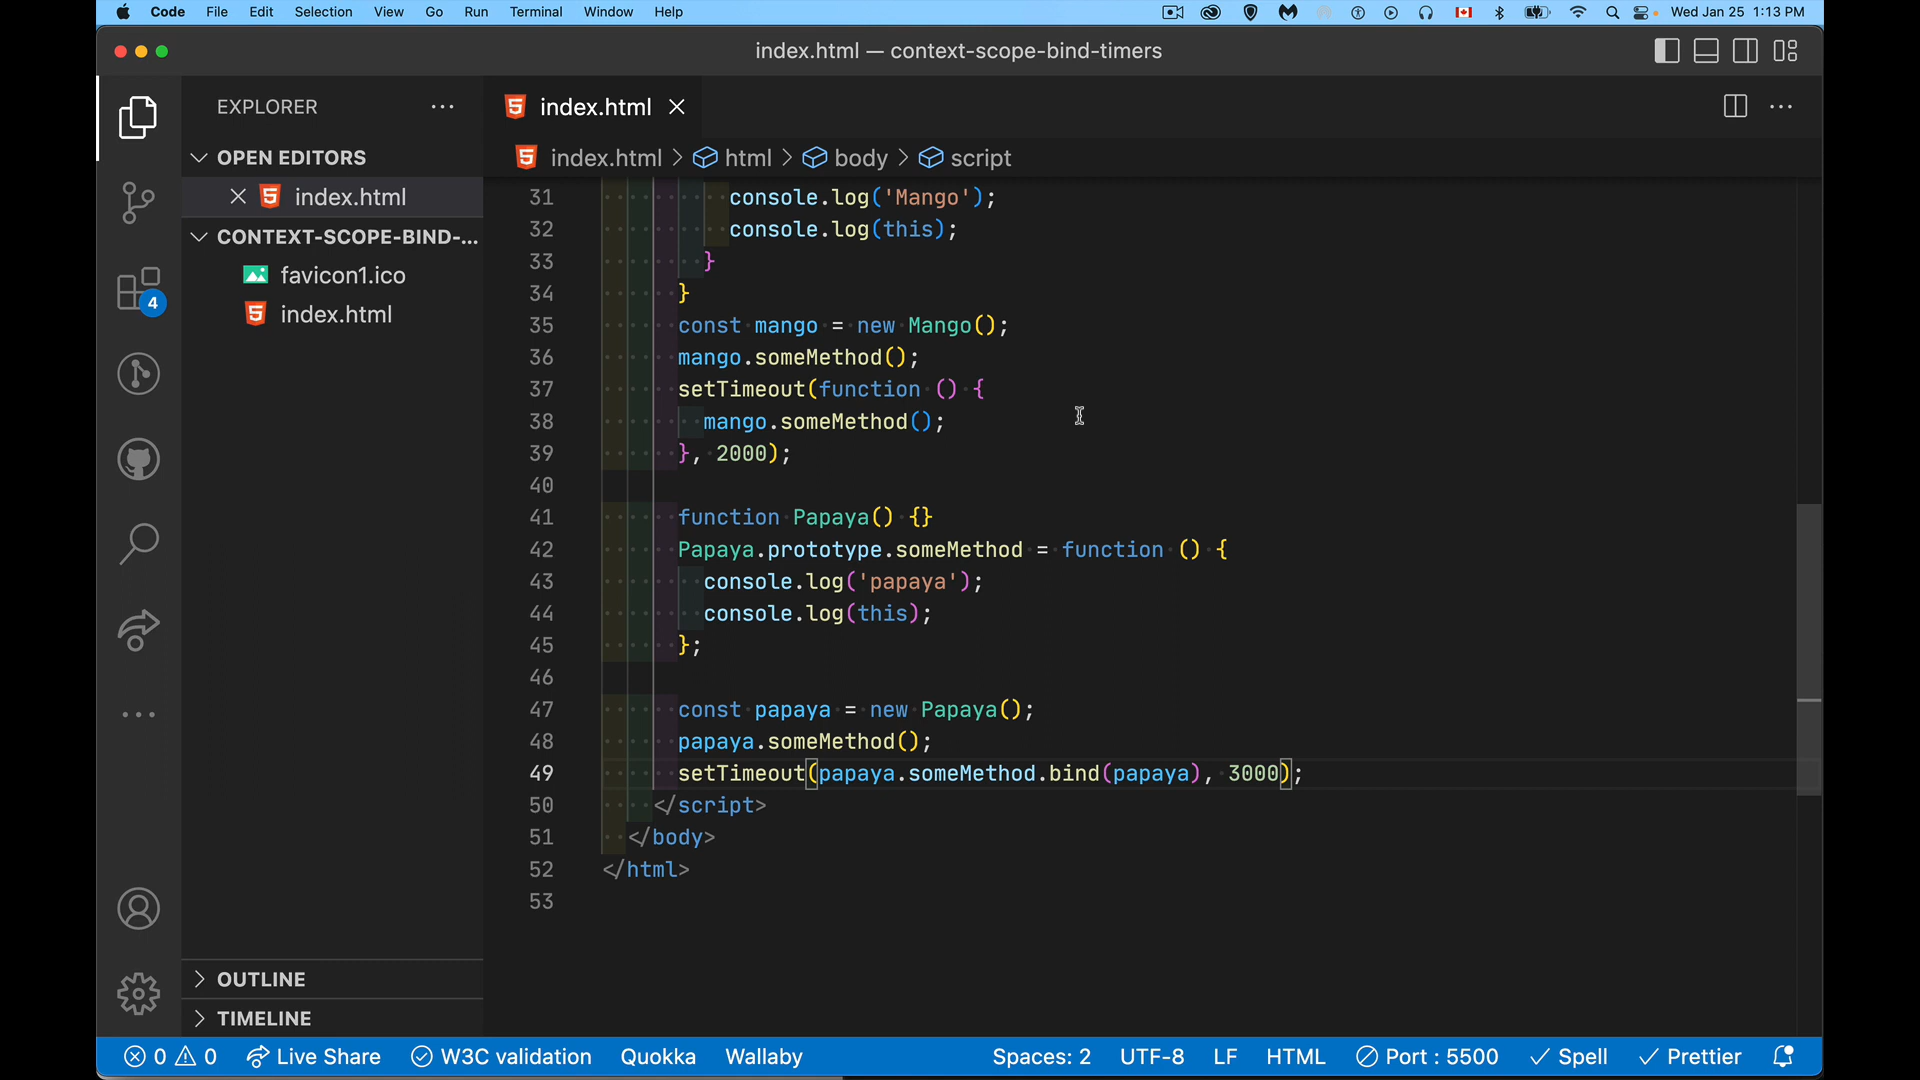 Code File Edit Selection View Go Run Terminal Window Help Wed Jan 25 1:13 PM
index.html — context-scope-bind-timers
EXPLORER
index.html
OPEN EDITORS
index.html > html > body > script
index.html
CONTEXT-SCOPE-BIND-...
favicon1.ico
index.html
4
31 console.log('Mango');
32 console.log(this);
33 }
34 }
35 const mango = new Mango();
36 mango.someMethod();
37 setTimeout(function () {
38 mango.someMethod();
39 }, 2000);
40
41 function Papaya() {}
42 Papaya.prototype.someMethod = function () {
43 console.log('papaya');
44 console.log(this);
45 };
46
47 const papaya = new Papaya();
48 papaya.someMethod();
49 setTimeout(papaya.someMethod.bind(papaya), 3000);
50 </script>
51 </body>
52 </html>
53
OUTLINE
TIMELINE
0 0 Live Share W3C validation Quokka Wallaby Spaces: 2 UTF-8 LF HTML Port : 5500 Spell Prettier